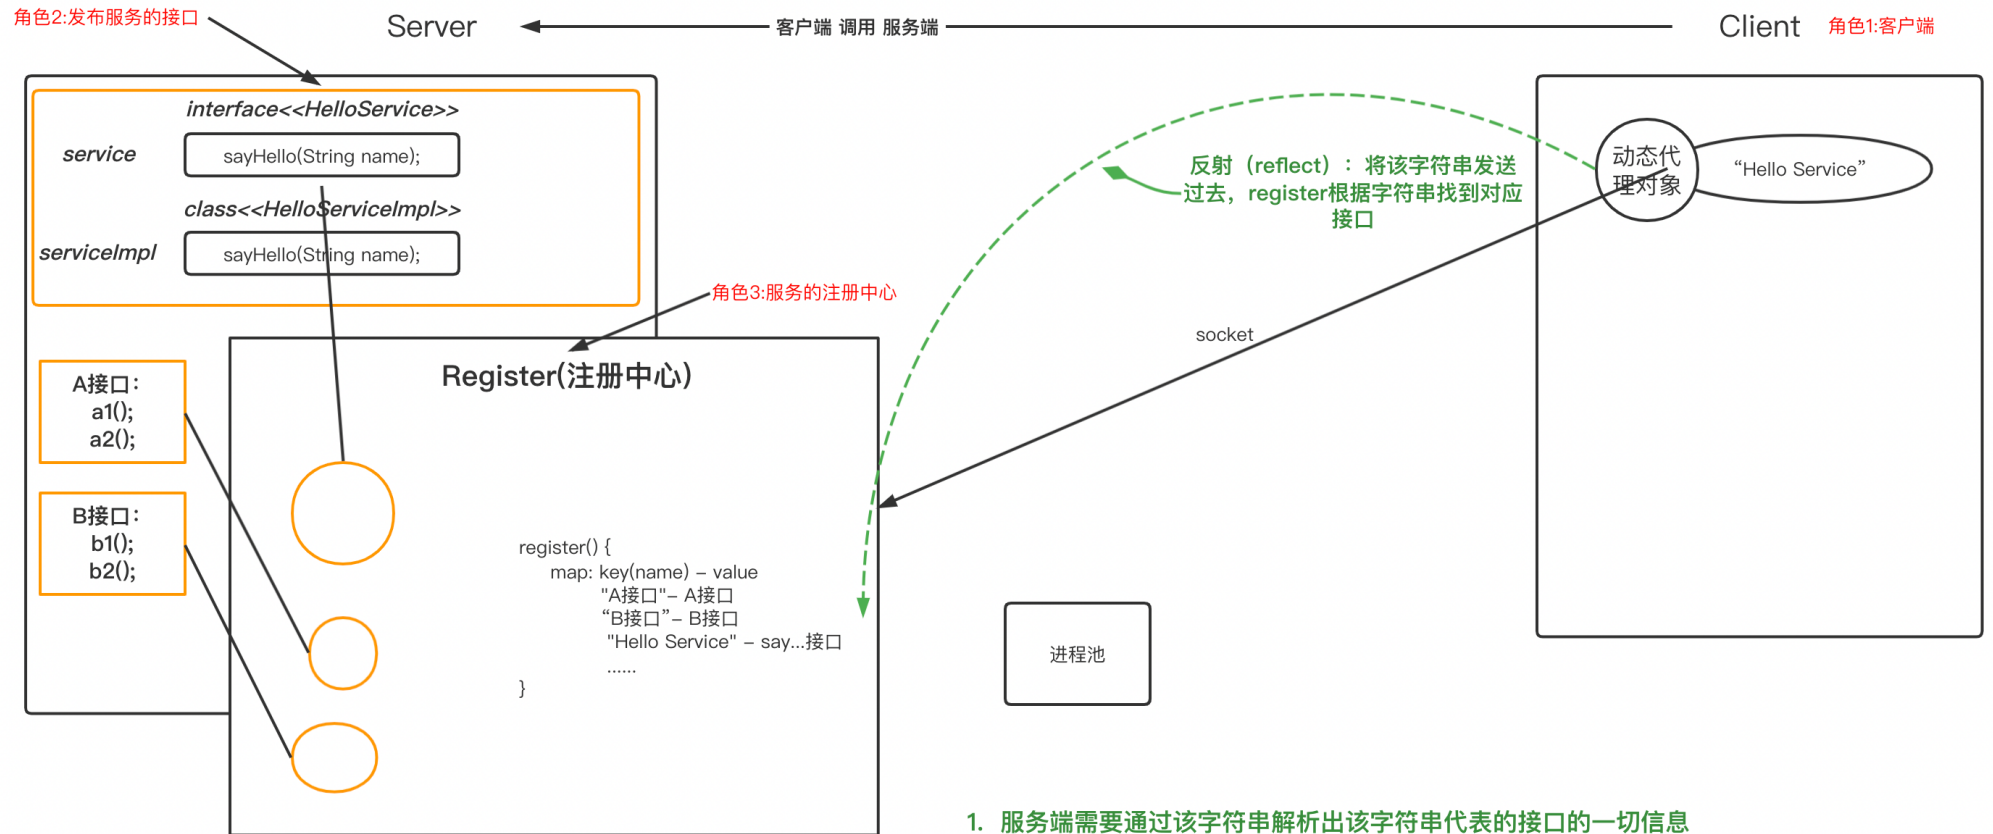 角色2:发布服务的接口
Server
客户端 调用 服务端
Client
角色1:客户端
interface<<HelloService>>
service
sayHello(String name);
class<<HelloServiceImpl>>
serviceImpl
sayHello(String name);
角色3:服务的注册中心
A接口：
a1();
a2();
B接口：
b1();
b2();
Register(注册中心)
register() {
map: key(name) – value
"A接口"– A接口
“B接口”– B接口
"Hello Service" – say...接口
......
}
反射（reflect）：将该字符串发送
过去，register根据字符串找到对应
接口
动态代
理对象
“Hello Service”
socket
进程池
1. 服务端需要通过该字符串解析出该字符串代表的接口的一切信息